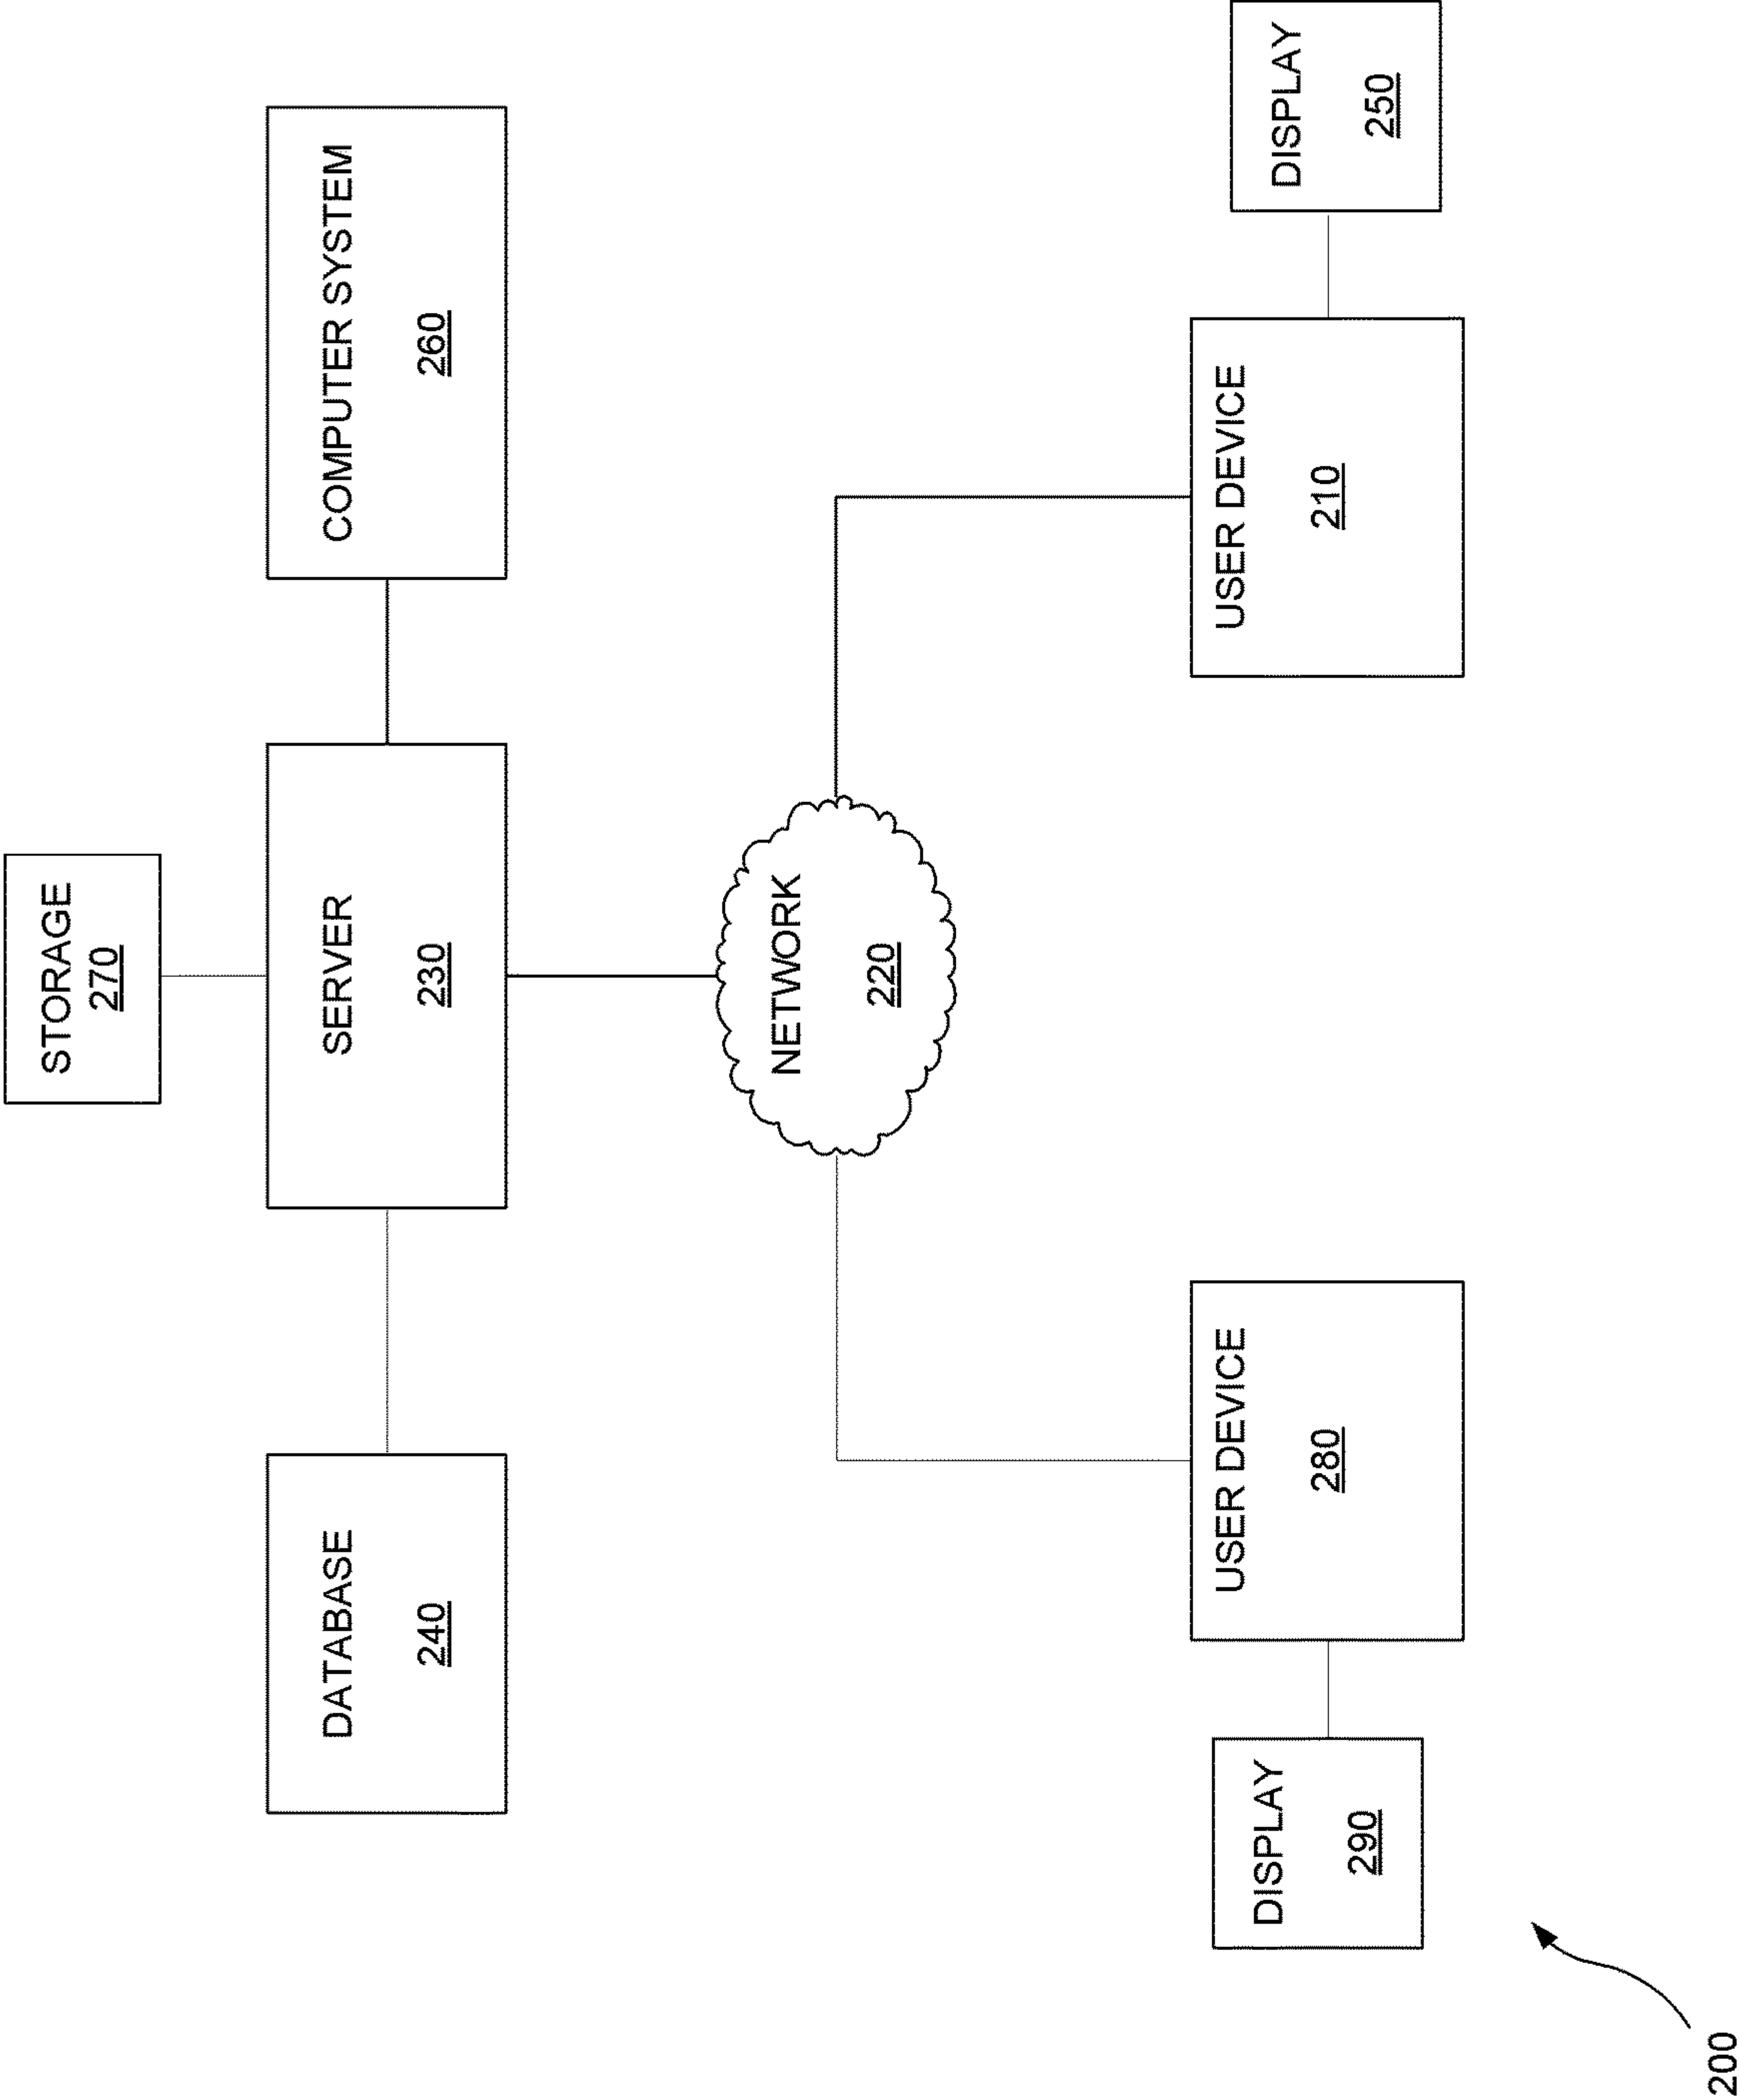 STORAGE
270
DATABASE
240
SERVER
230
COMPUTER SYSTEM
260
NETWORK
220
DISPLAY
290
USER DEVICE
280
USER DEVICE
210
DISPLAY
250
200